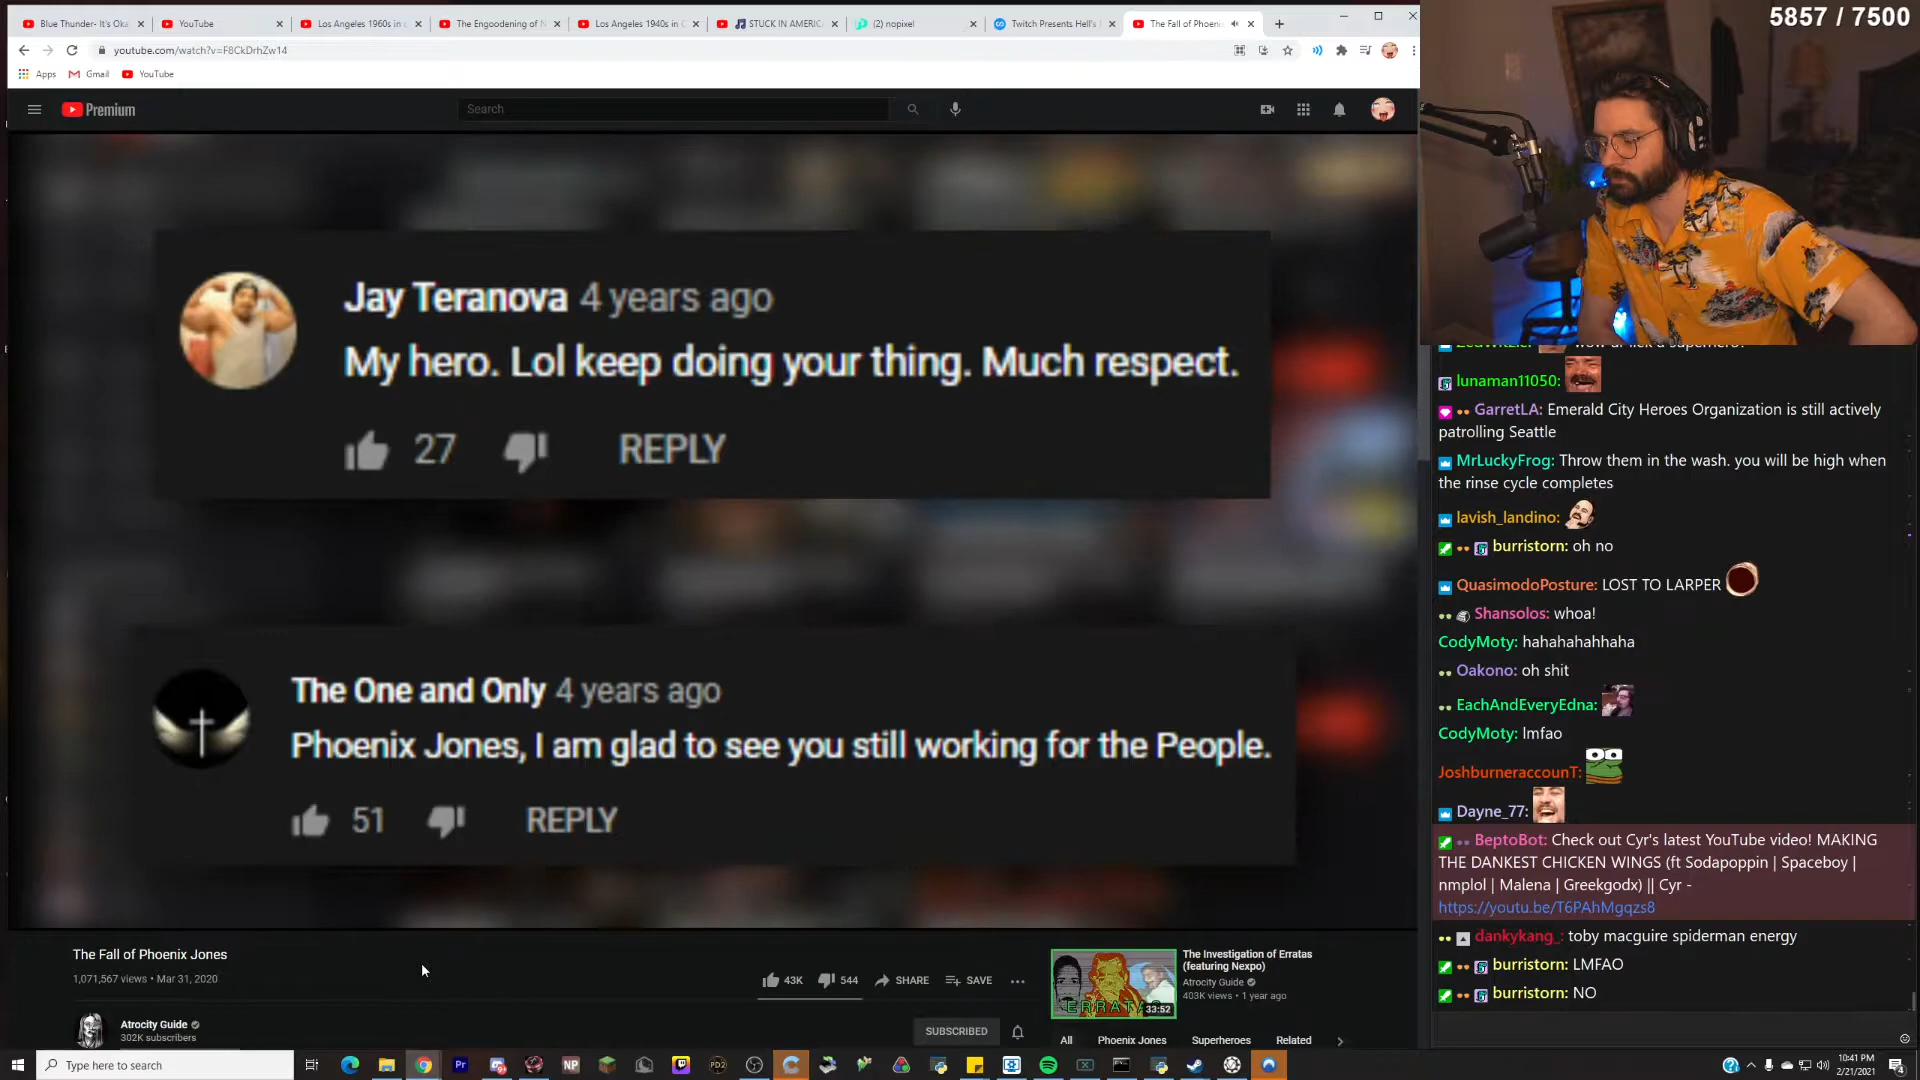 Blue Thunder- It's Oka
YouTube
Los Angeles 1960s in c
The Engoodening of N
Los Angeles 1940s in C
STUCK IN AMERIC
(2) nopixel
Twitch Presents Hell's
The Fall of Phoeni
5857 / 7500
youtube.com/watch?v=F8CkDrhZw14
Apps
Gmail
YouTube
Premium
Search
Jay Teranova 4 years ago
My hero. Lol keep doing your thing. Much respect.
27
REPLY
The One and Only 4 years ago
Phoenix Jones, I am glad to see you still working for the People.
51
REPLY
lunaman11050:
GarretLA: Emerald City Heroes Organization is still actively
patrolling Seattle
MrLuckyFrog: Throw them in the wash. you will be high when
the rinse cycle completes
lavish_landino:
burristorn: oh no
QuasimodoPosture: LOST TO LARPER
Shansolos: whoa!
CodyMoty: hahahahahhaha
Oakono: oh shit
EachAndEveryEdna:
CodyMoty: lmfao
JoshburneraccounT:
Dayne_77:
BeptoBot: Check out Cyr's latest YouTube video! MAKING
THE DANKEST CHICKEN WINGS (ft Sodapoppin | Spaceboy |
nmplol | Malena | Greekgodx) || Cyr -
https://youtu.be/T6PAhMgqzs8
dankykang_: toby macguire spiderman energy
burristorn: LMFAO
burristorn: NO
The Fall of Phoenix Jones
1,071,567 views • Mar 31, 2020
43K
544
SHARE
SAVE
Atrocity Guide
302K subscribers
SUBSCRIBED
ERRATAS
33:52
The Investigation of Erratas
(featuring Nexpo)
Atrocity Guide
403K views • 1 year ago
All
Phoenix Jones
Superheroes
Related
Type here to search
Pr
NP
PD2
10:41 PM
2/21/2021